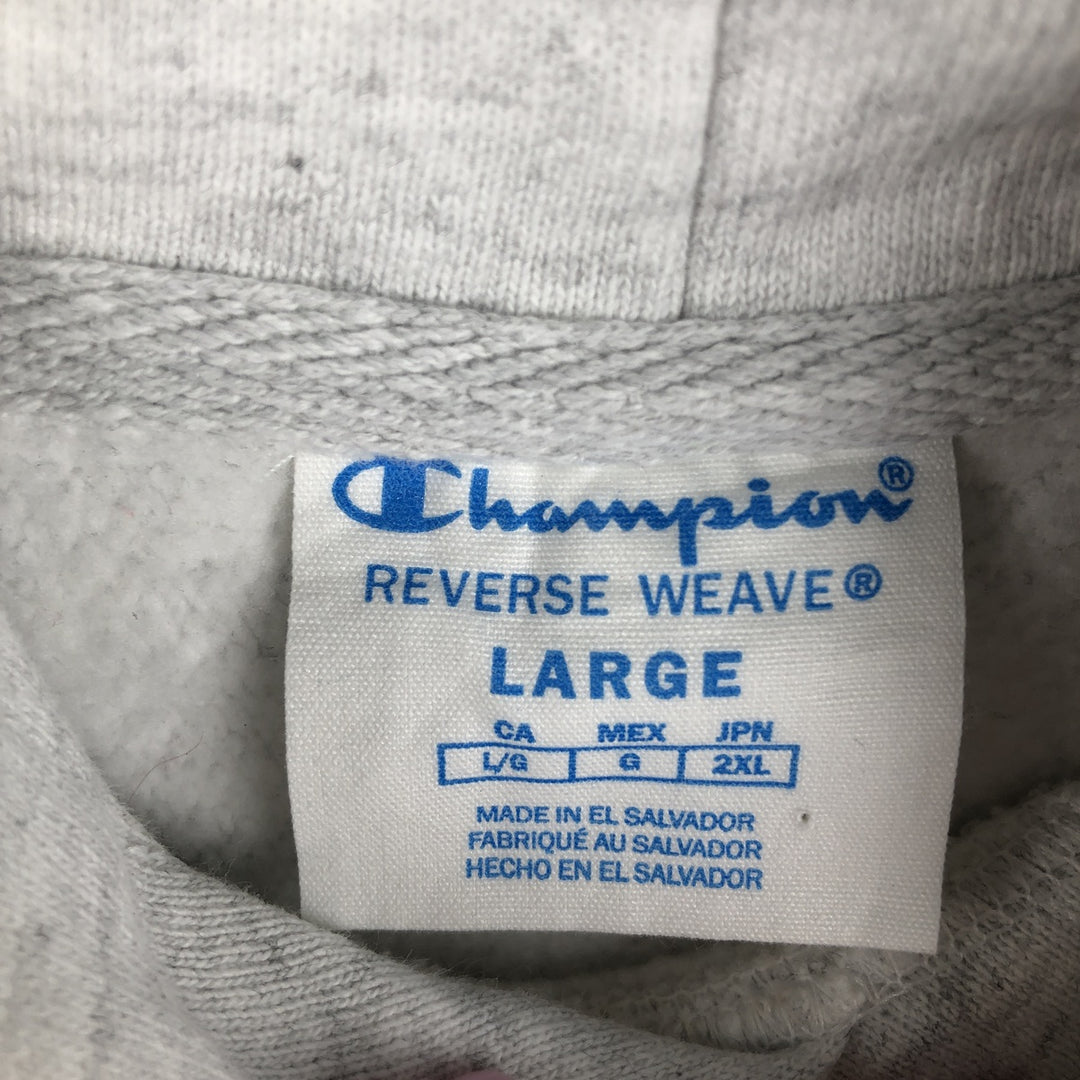 Champion®
REVERSE WEAVE®
LARGE
CA MEX JPN
L/G G 2XL
MADE IN EL SALVADOR
FABRIQUÉ AU SALVADOR
HECHO EN EL SALVADOR